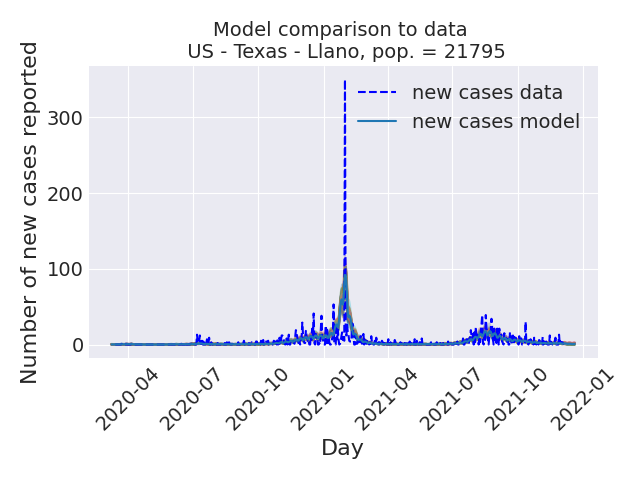 Model comparison to data
US - Texas - Llano, pop. = 21795
Number of new cases reported
300
200
100
0
new cases data
new cases model
2020-04
2020-07
2020-10
2021-01
2021-04
2021-07
2021-10
2022-01
Day